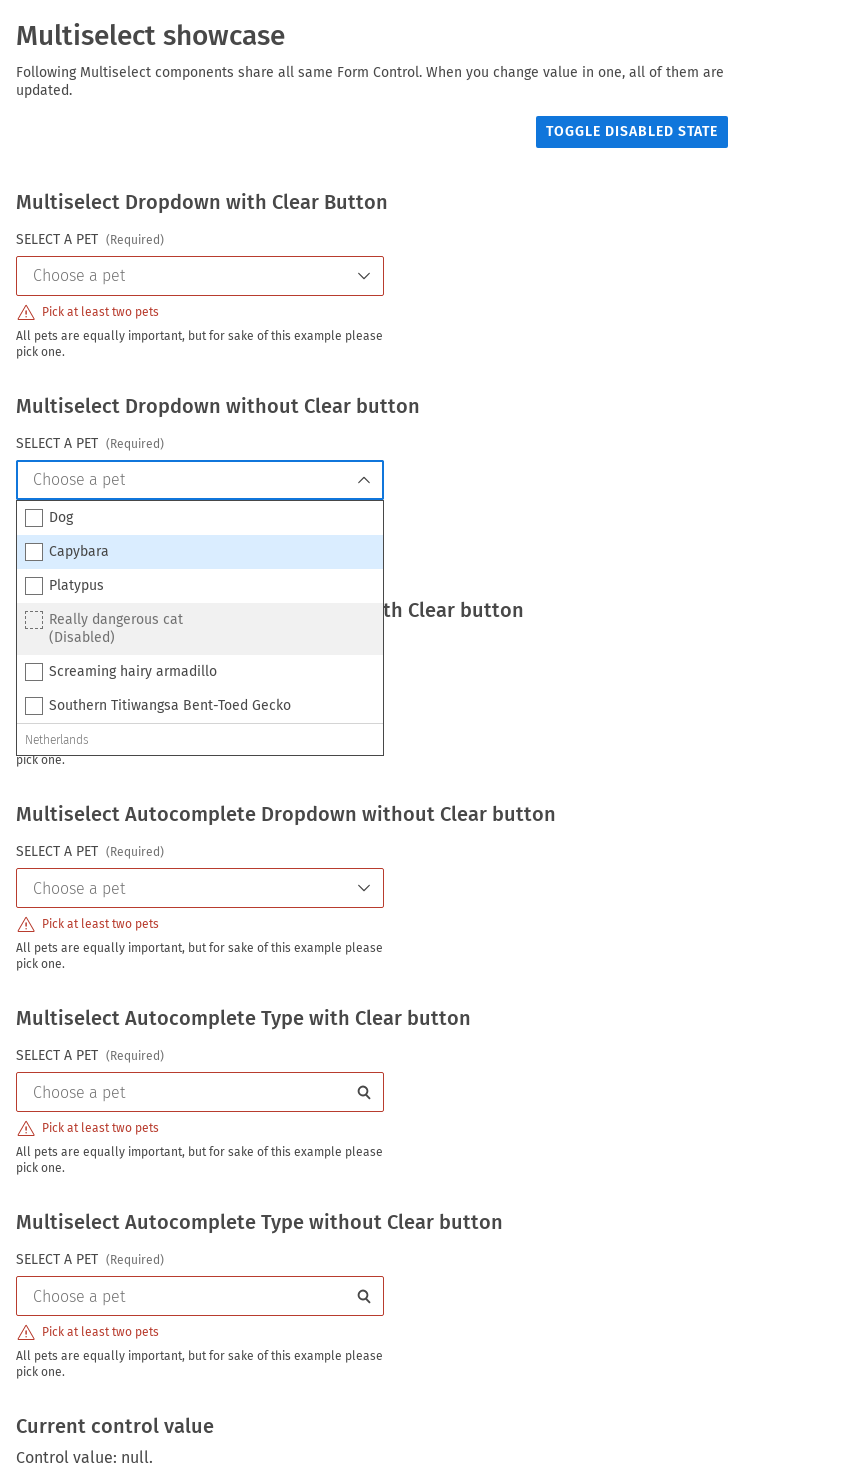 Multiselect showcase
Following Multiselect components share all same Form Control. When you change value in one, all of them are
updated.
TOGGLE DISABLED STATE
Multiselect Dropdown with Clear Button
SELECT A PET (Required)
Choose a pet
Pick at least two pets
All pets are equally important, but for sake of this example please
pick one.
Multiselect Dropdown without Clear button
SELECT A PET (Required)
Choose a pet
Dog
Capybara
Platypus
th Clear button
Really dangerous cat
(Disabled)
Screaming hairy armadillo
Southern Titiwangsa Bent-Toed Gecko
Netherlands
pick one.
Multiselect Autocomplete Dropdown without Clear button
SELECT A PET (Required)
Choose a pet
Pick at least two pets
All pets are equally important, but for sake of this example please
pick one.
Multiselect Autocomplete Type with Clear button
SELECT A PET (Required)
Choose a pet
Pick at least two pets
All pets are equally important, but for sake of this example please
pick one.
Multiselect Autocomplete Type without Clear button
SELECT A PET (Required)
Choose a pet
Pick at least two pets
All pets are equally important, but for sake of this example please
pick one.
Current control value
Control value: null.